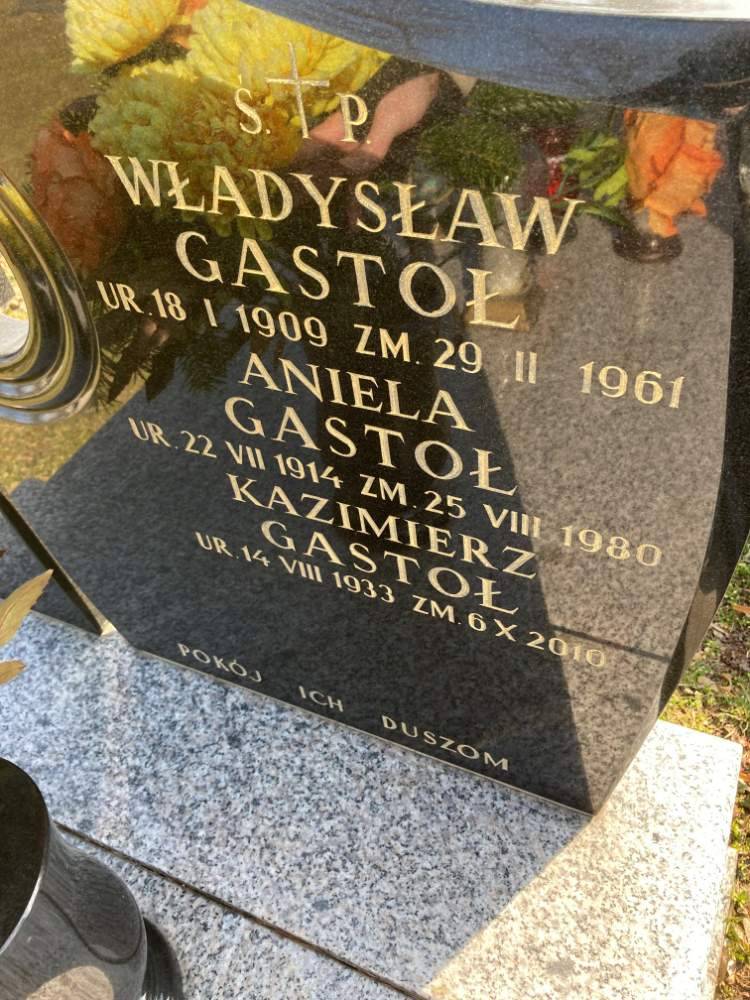 Ś. P.
WŁADYSŁAW
GASTOŁ
UR. 18 I 1909 ZM. 29 II 1961
ANIELA
GASTOŁ
UR. 22 VII 1914 ZM. 25 VIII 1980
KAZIMIERZ
GASTOŁ
UR. 14 VIII 1933 ZM. 6 X 2010
POKÓJ ICH DUSZOM